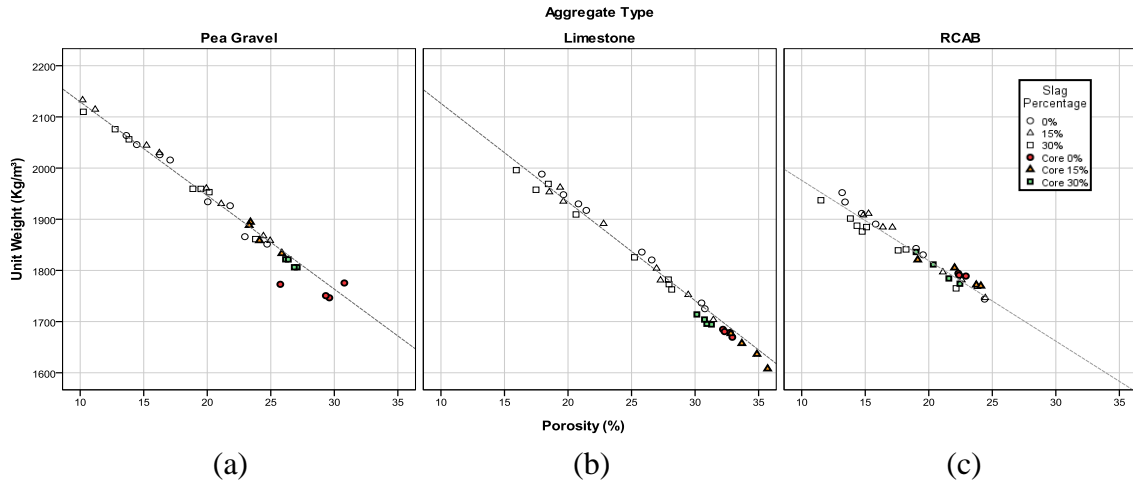 Aggregate Type
Pea Gravel
Limestone
RCAB
Unit Weight (Kg/m³)
2200
2100
2000
1900
1800
1700
1600
Slag
Percentage
0%
15%
30%
Core 0%
Core 15%
Core 30%
10 15 20 25 30 35
10 15 20 25 30 35
10 15 20 25 30 35
Porosity (%)
(a)
(b)
(c)